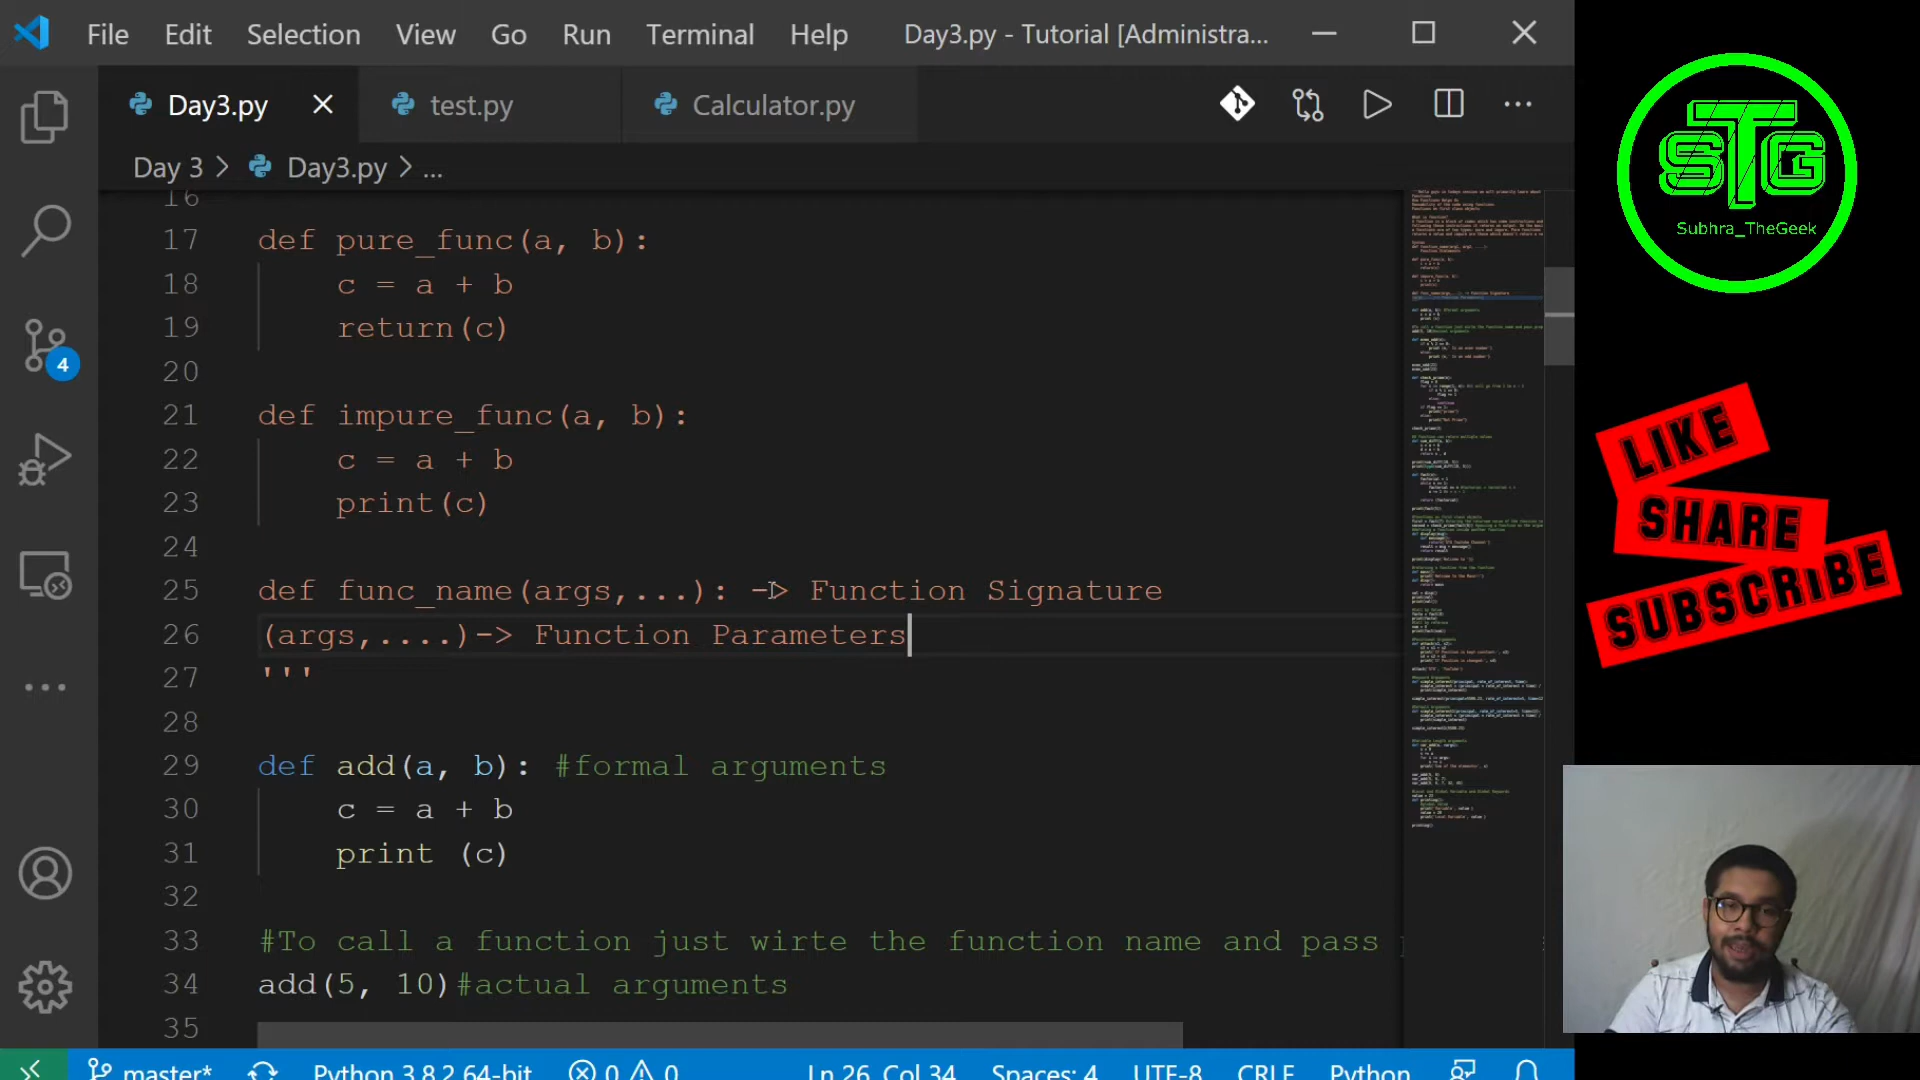 File Edit Selection View Go Run Terminal Help Day3.py - Tutorial [Administra...
Day3.py test.py Calculator.py
Day 3 > Day3.py > ...
16
17 def pure_func(a, b):
18 c = a + b
19 return(c)
20
21 def impure_func(a, b):
22 c = a + b
23 print(c)
24
25 def func_name(args,...): -> Function Signature
26 (args,....)-> Function Parameters
27 '''
28
29 def add(a, b): #formal arguments
30 c = a + b
31 print (c)
32
33 #To call a function just wirte the function name and pass
34 add(5, 10)#actual arguments
35
4
master* Python 3.8.2 64-bit 0 0 Ln 26, Col 34 Spaces: 4 UTF-8 CRLF Python
STG
Subhra_TheGeek
LIKE
SHARE
SUBSCRIBE